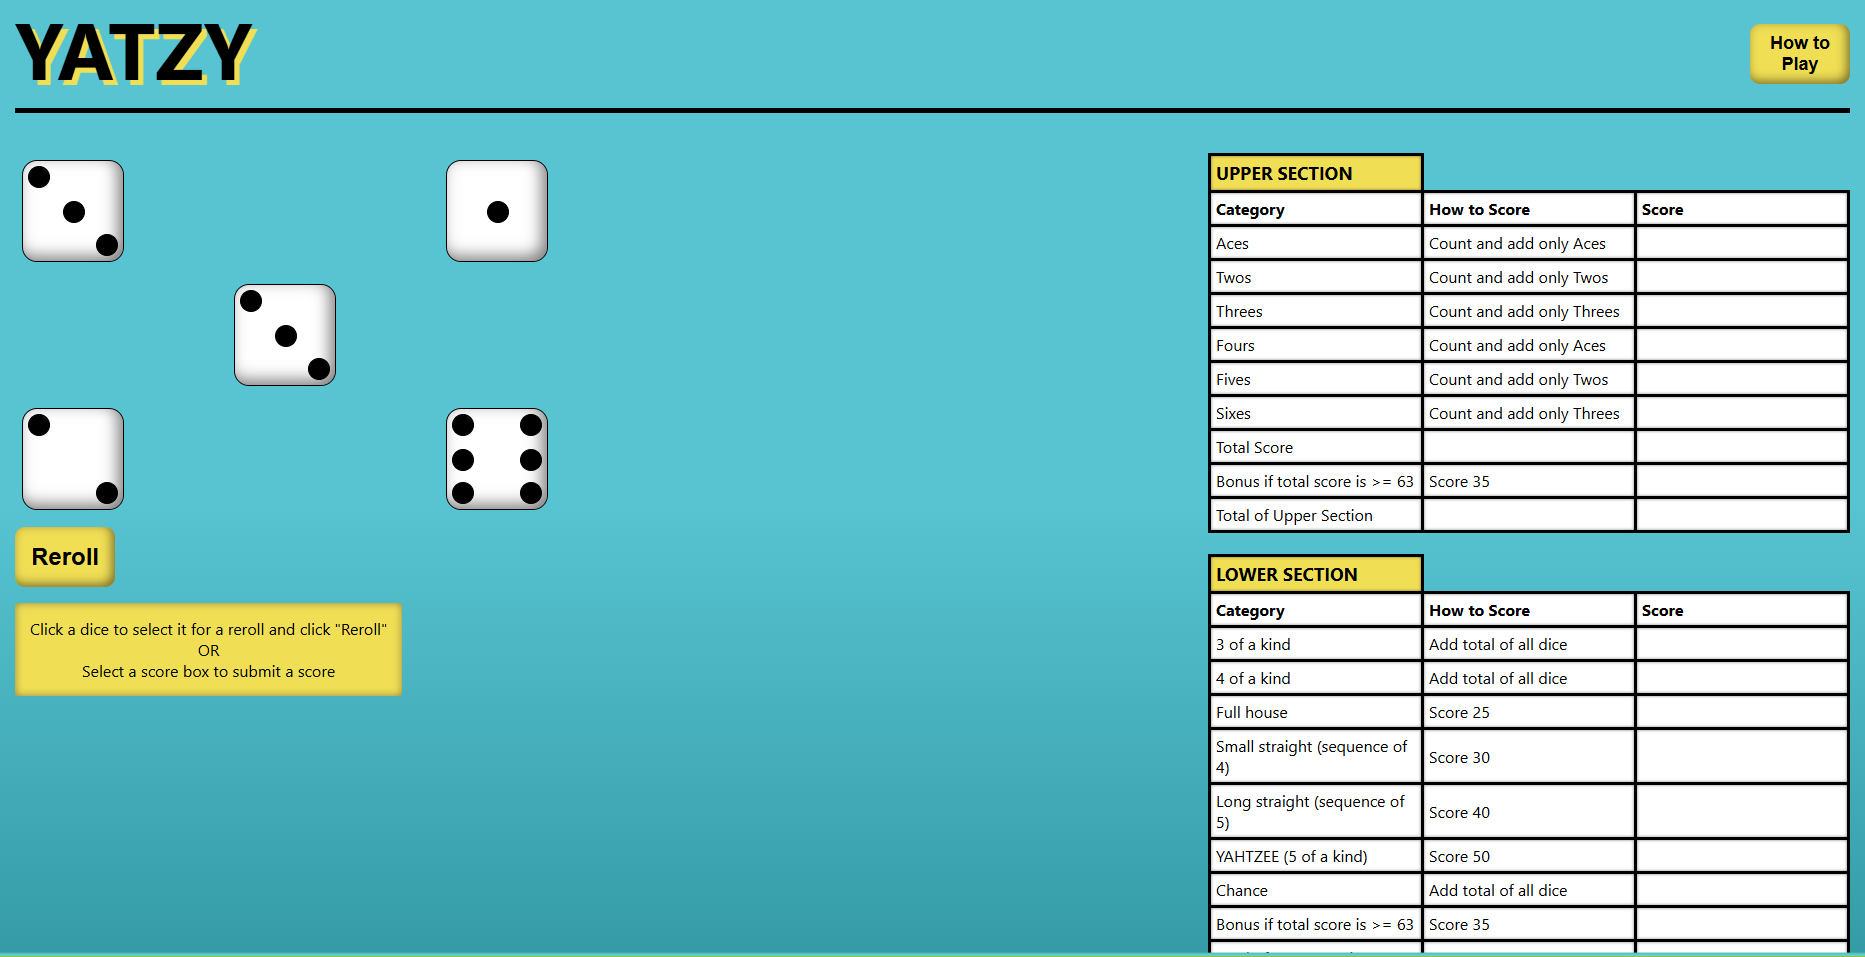 YATZY
How to
Play
Reroll
Click a dice to select it for a reroll and click "Reroll"
OR
Select a score box to submit a score
UPPER SECTION
Category How to Score Score
Aces Count and add only Aces
Twos Count and add only Twos
Threes Count and add only Threes
Fours Count and add only Aces
Fives Count and add only Twos
Sixes Count and add only Threes
Total Score
Bonus if total score is >= 63 Score 35
Total of Upper Section
LOWER SECTION
Category How to Score Score
3 of a kind Add total of all dice
4 of a kind Add total of all dice
Full house Score 25
Small straight (sequence of
4) Score 30
Long straight (sequence of
5) Score 40
YAHTZEE (5 of a kind) Score 50
Chance Add total of all dice
Bonus if total score is >= 63 Score 35